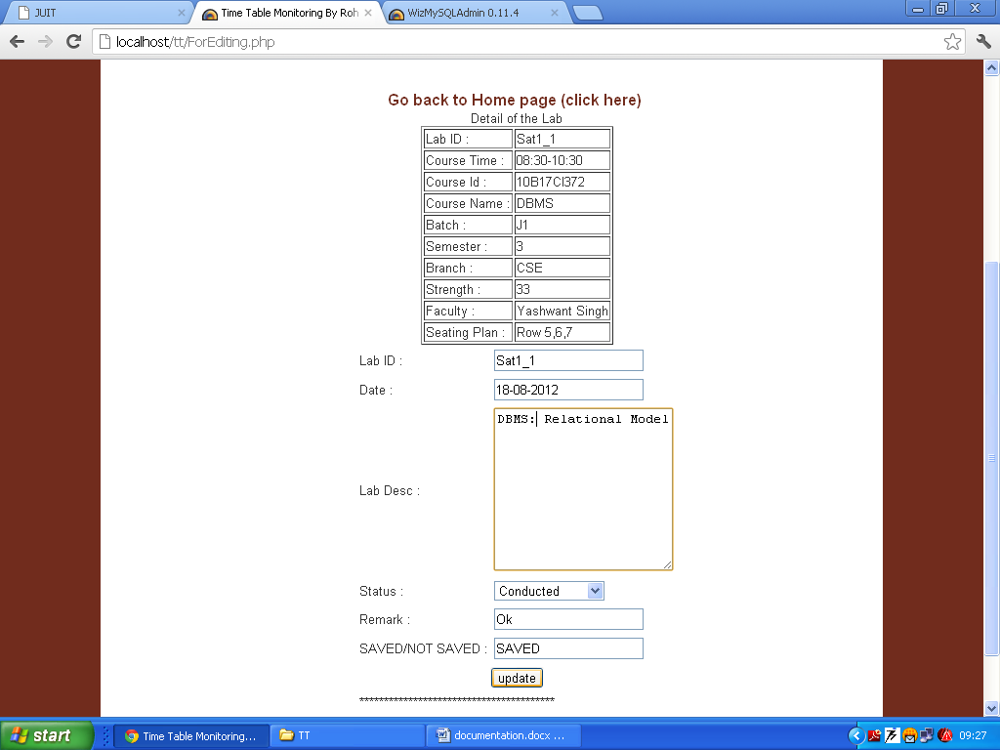 JUIT
Time Table Monitoring By Roh
WizMySQLAdmin 0.11.4
localhost/tt/ForEditing.php
Go back to Home page (click here)
Detail of the Lab
Lab ID : Sat1_1
Course Time : 08:30-10:30
Course Id : 10B17CI372
Course Name : DBMS
Batch : J1
Semester : 3
Branch : CSE
Strength : 33
Faculty : Yashwant Singh
Seating Plan : Row 5,6,7
Lab ID : Sat1_1
Date : 18-08-2012
DBMS: Relational Model
Lab Desc :
Status : Conducted
Remark : Ok
SAVED/NOT SAVED : SAVED
update
****************************************
start Time Table Monitoring... TT documentation.docx ... 09:27